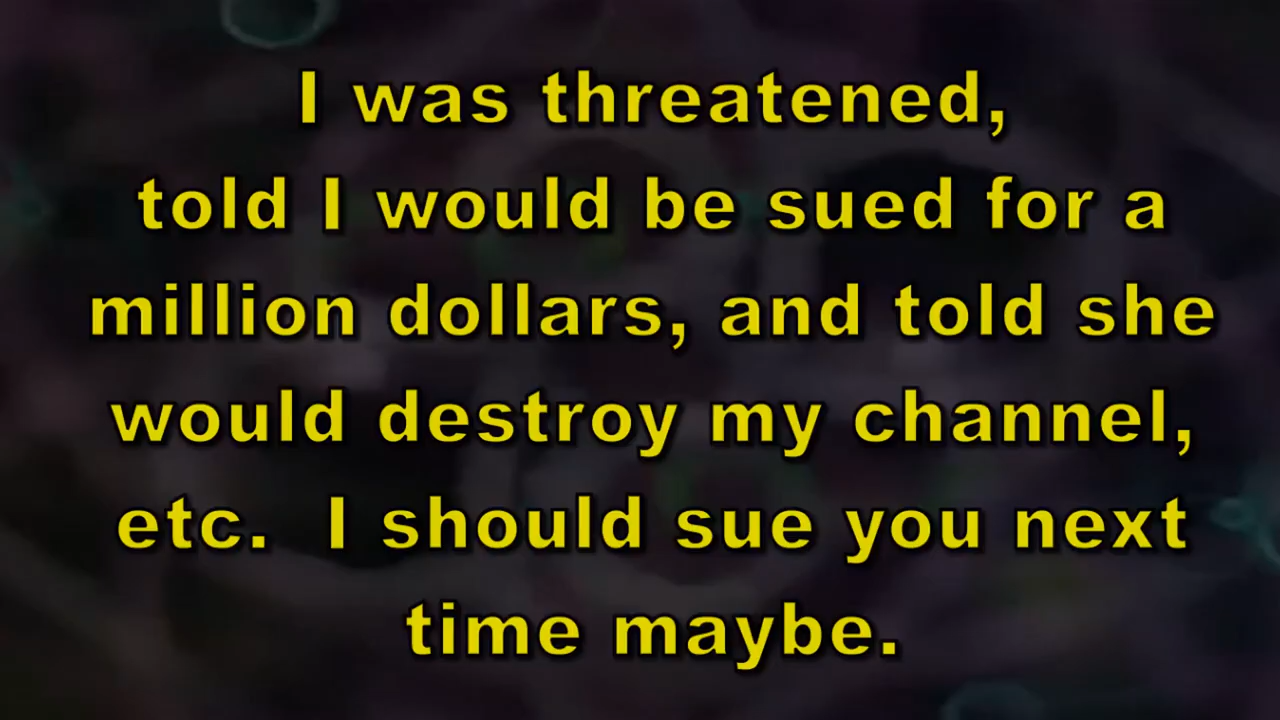 I was threatened,
told I would be sued for a
million dollars, and told she
would destroy my channel,
etc.  I should sue you next
time maybe.